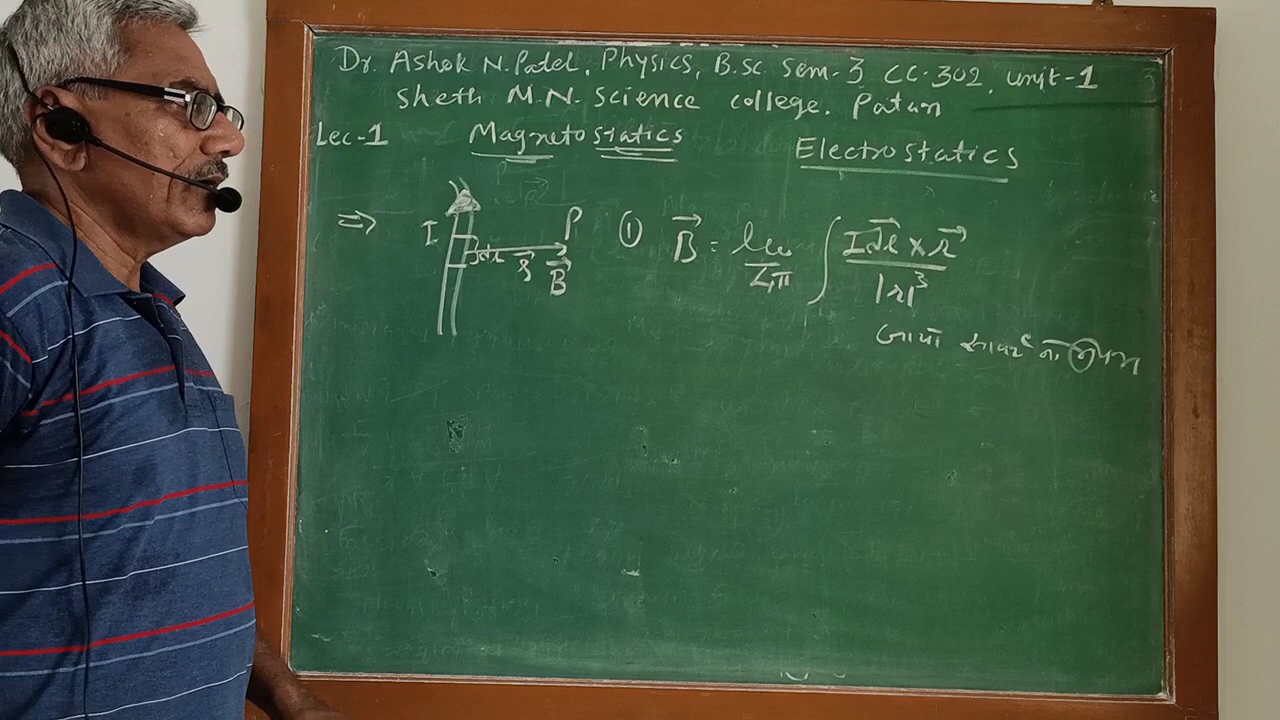 Dr. Ashok N. Patel, Physics, B.Sc. Sem-3 CC-302, Unit-1
Sheth M.N. Science college. Patan
Lec-1 Magnetostatics Electrostatics
⇒ I Idl r⃗ P B⃗ ① B⃗ = μ₀/4π ∫ I dl⃗ × r⃗ / |r|³
બાયો સાવર્ટ નો નિયમ